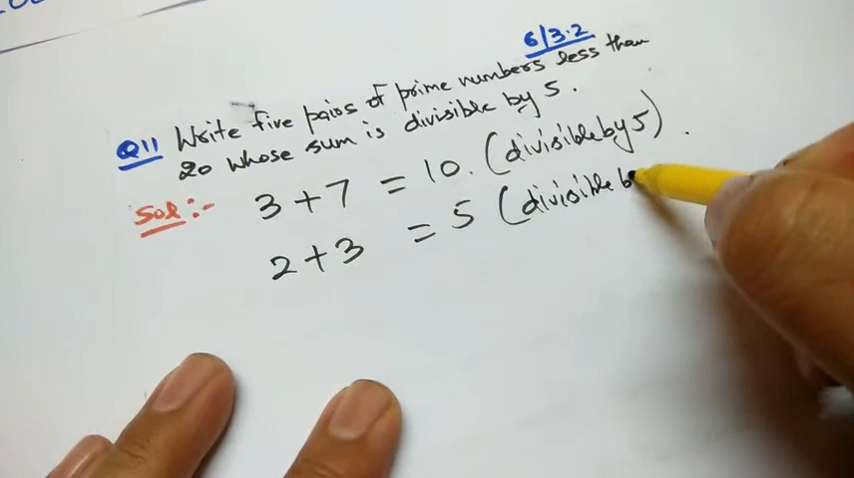 6/3.2
Q11 Write five pairs of prime numbers less than
20 whose sum is divisible by 5.
Sol:- 3 + 7 = 10. (divisible by 5).
2 + 3 = 5 (divisible b